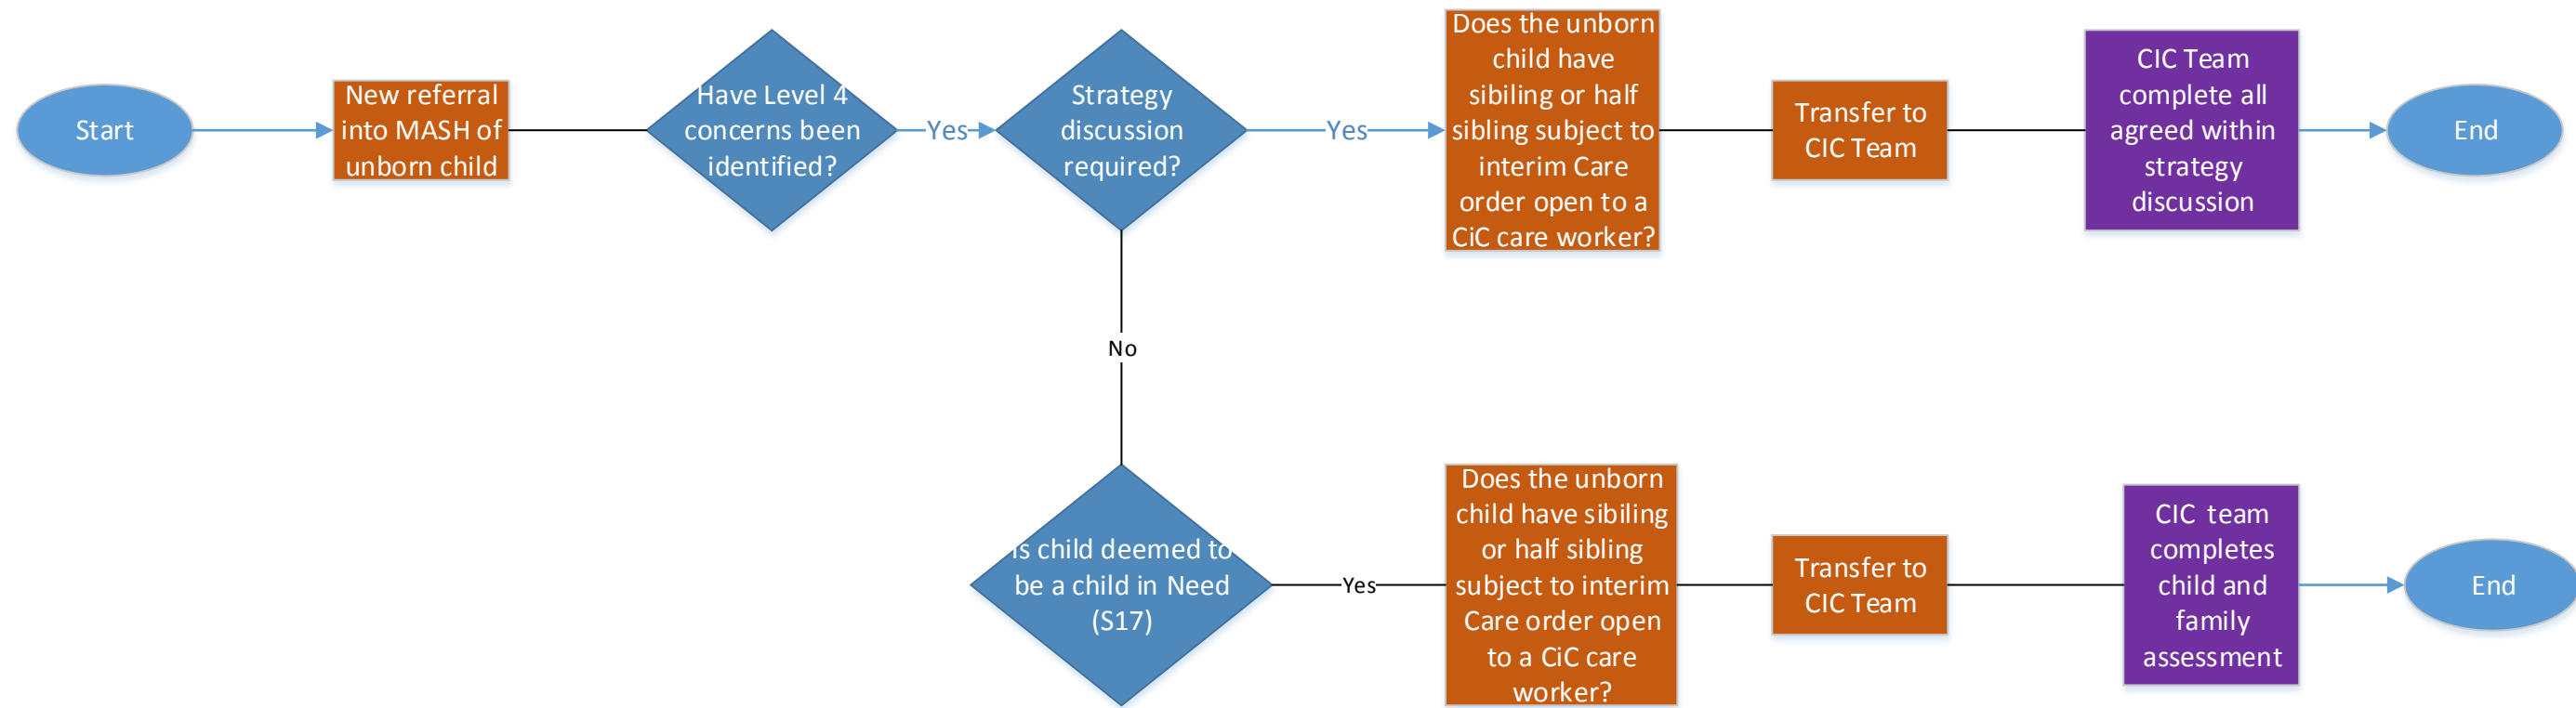 Start
New referral
into MASH of
unborn child
Have Level 4
concerns been
identified?
Yes
Strategy
discussion
required?
Yes
Does the unborn
child have
sibiling or half
sibling subject to
interim Care
order open to a
CiC care worker?
Transfer to
CIC Team
CIC Team
complete all
agreed within
strategy
discussion
End
No
Is child deemed to
be a child in Need
(S17)
Yes
Does the unborn
child have sibiling
or half sibling
subject to interim
Care order open
to a CiC care
worker?
Transfer to
CIC Team
CIC team
completes
child and
family
assessment
End